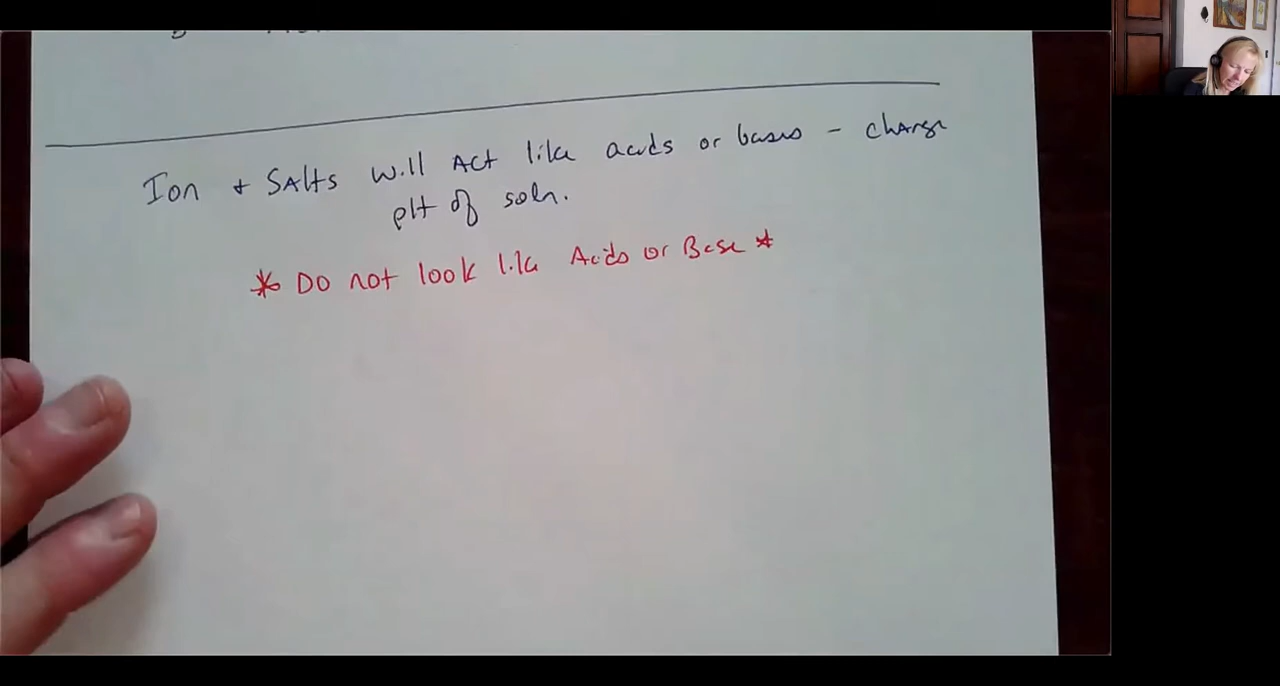 Ion + Salts will Act like acids or bases - change
pH of soln.
* Do not look like Acids or Base *